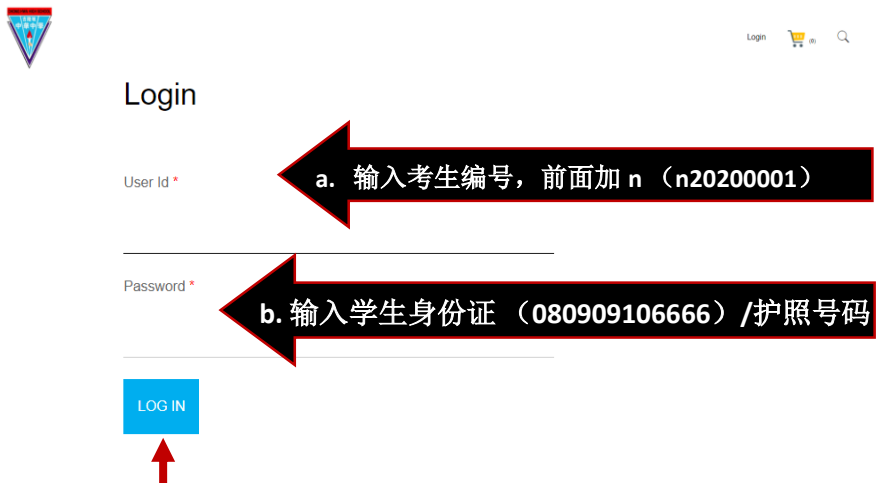 Login
(0)
Login
User Id *
a. 输入考生编号，前面加 n （n20200001）
Password *
b. 输入学生身份证 （080909106666）/护照号码
LOG IN